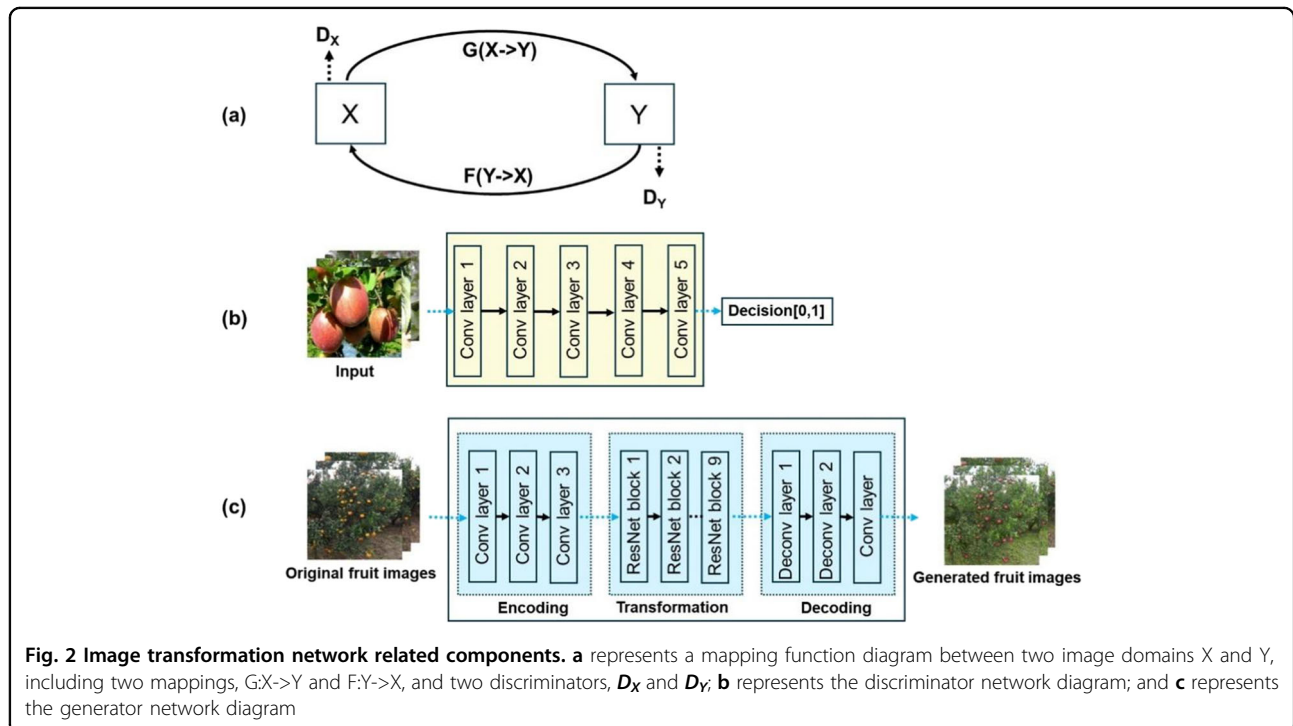 D_X
G(X->Y)
(a)
X
Y
F(Y->X)
D_Y
(b)
Conv layer 1
Conv layer 2
Conv layer 3
Conv layer 4
Conv layer 5
Decision[0,1]
Input
(c)
Conv layer 1
Conv layer 2
Conv layer 3
ResNet block 1
ResNet block 2
ResNet block 9
Deconv layer 1
Deconv layer 2
Conv layer
Original fruit images
Generated fruit images
Encoding
Transformation
Decoding
Fig. 2 Image transformation network related components. a represents a mapping function diagram between two image domains X and Y,
including two mappings, G:X->Y and F:Y->X, and two discriminators, D_X and D_Y; b represents the discriminator network diagram; and c represents
the generator network diagram